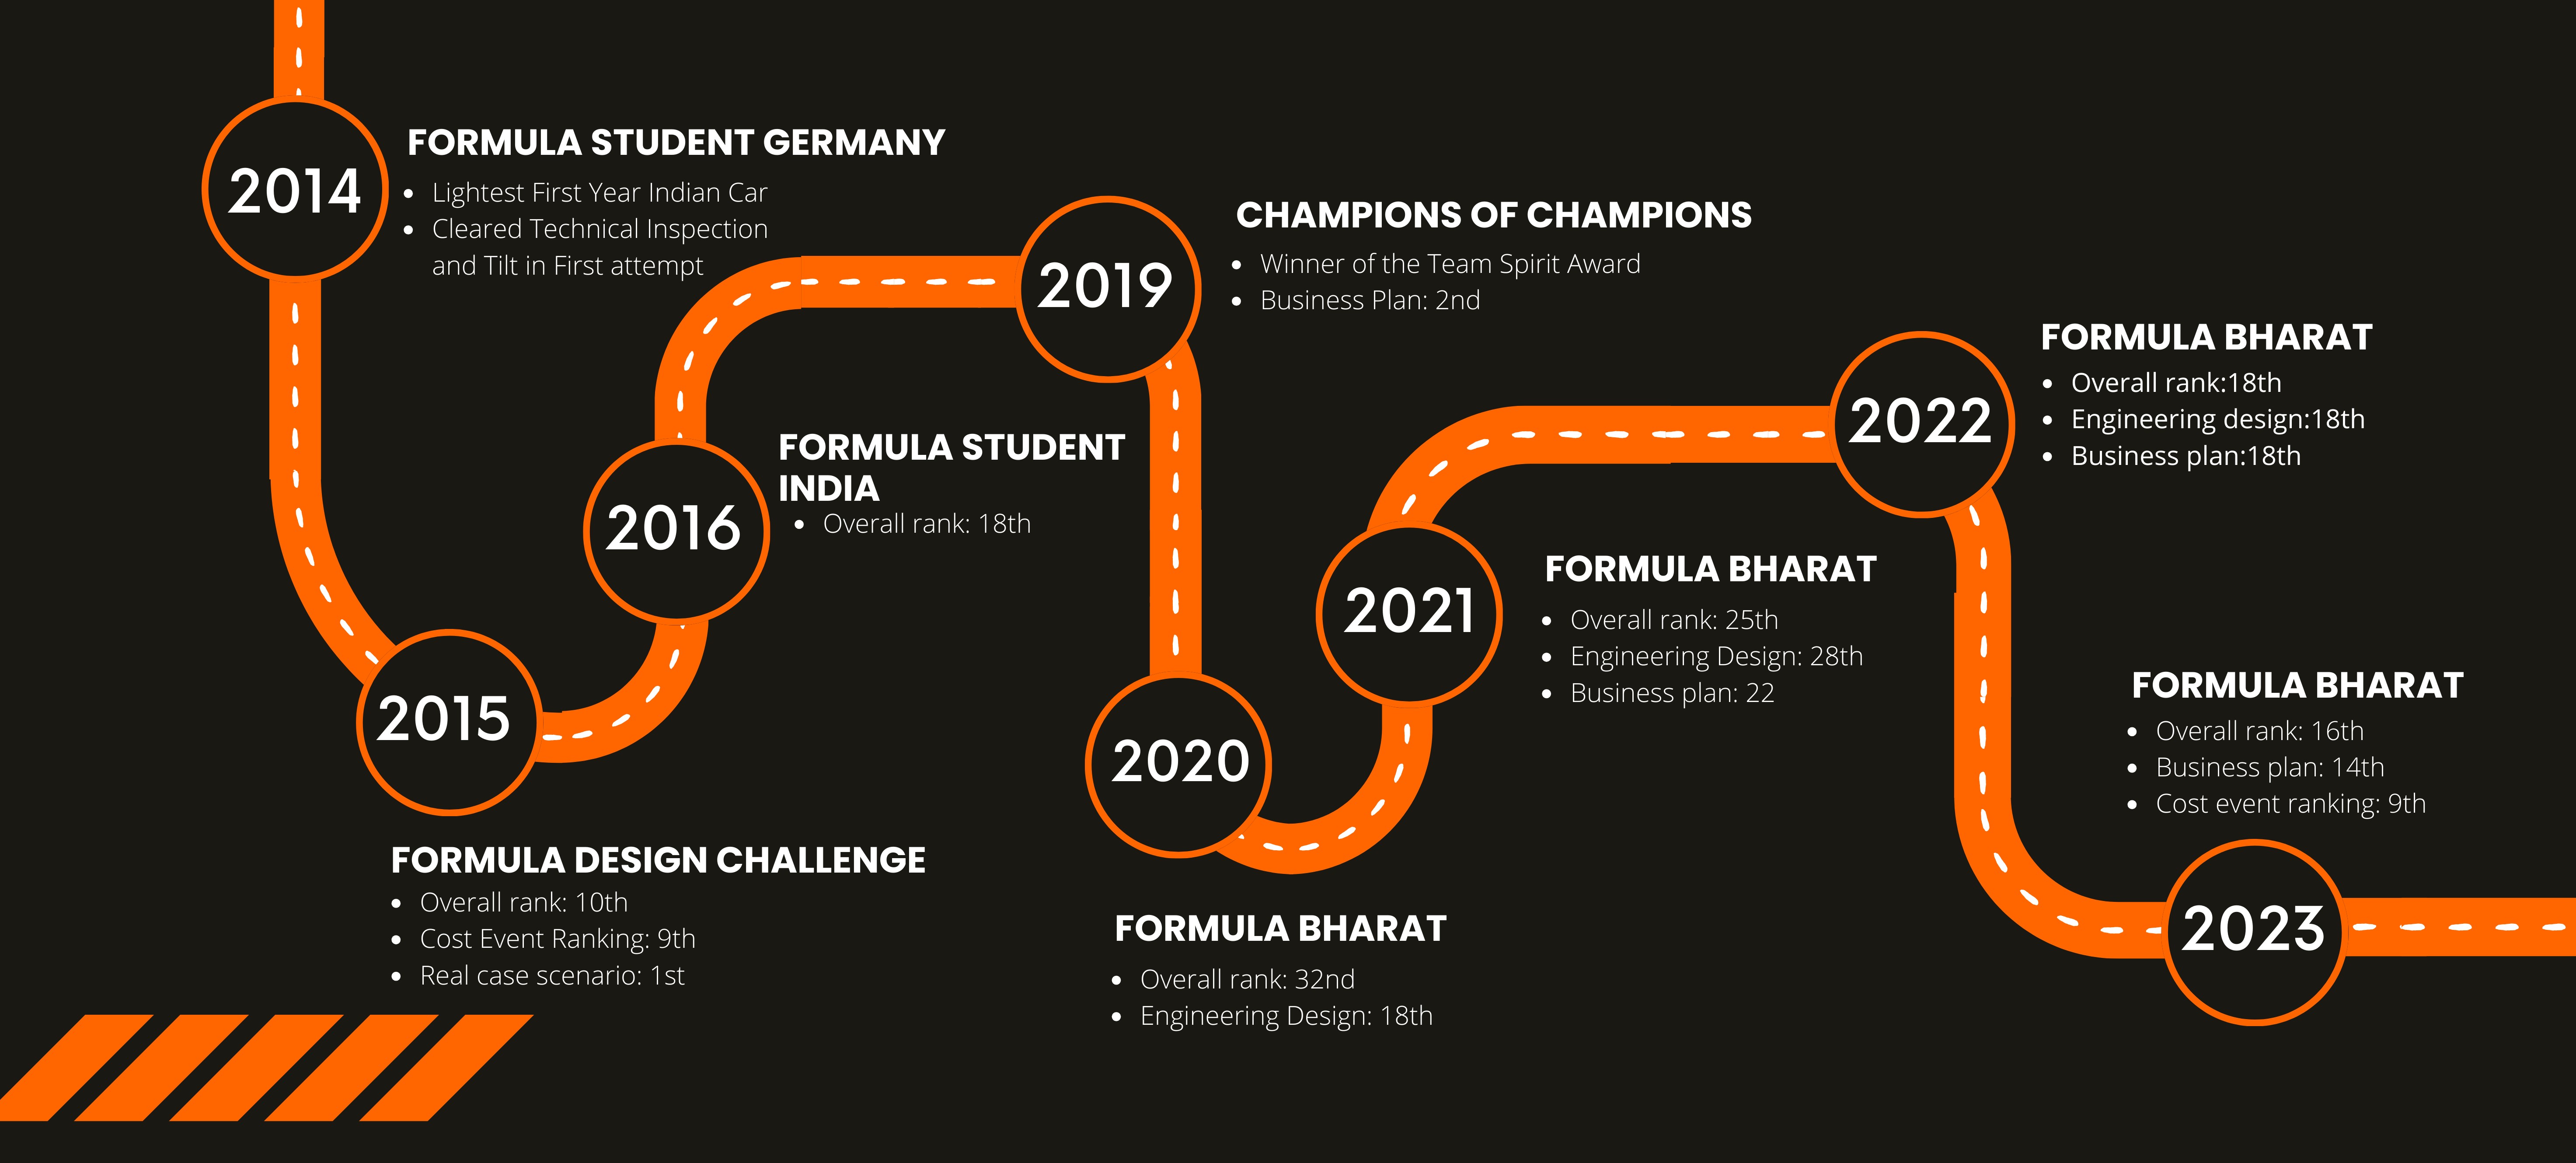 2014
FORMULA STUDENT GERMANY
Lightest First Year Indian Car
Cleared Technical Inspection
and Tilt in First attempt
2015
FORMULA DESIGN CHALLENGE
Overall rank: 10th
Cost Event Ranking: 9th
Real case scenario: 1st
2016
FORMULA STUDENT
INDIA
Overall rank: 18th
2019
CHAMPIONS OF CHAMPIONS
Winner of the Team Spirit Award
Business Plan: 2nd
2020
FORMULA BHARAT
Overall rank: 32nd
Engineering Design: 18th
2021
FORMULA BHARAT
Overall rank: 25th
Engineering Design: 28th
Business plan: 22
2022
FORMULA BHARAT
Overall rank:18th
Engineering design:18th
Business plan:18th
2023
FORMULA BHARAT
Overall rank: 16th
Business plan: 14th
Cost event ranking: 9th